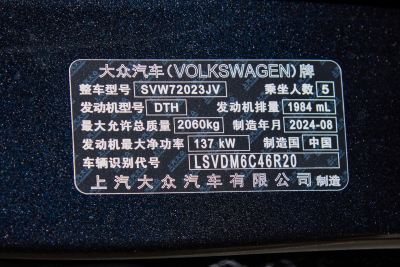 大众汽车(VOLKSWAGEN)牌
整车型号 SVW72023JV 乘坐人数 5
发动机型号 DTH 发动机排量 1984 mL
最大允许总质量 2060kg 制造年月 2024-08
发动机最大净功率 137 kW 制造国 中国
车辆识别代号 LSVDM6C46R20
上汽大众汽车有限公司 制造